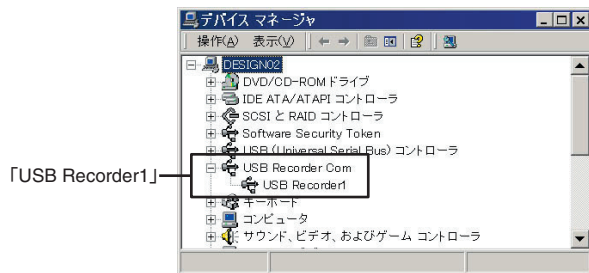 デバイス マネージャ
操作(A) 表示(V)
DESIGN02
DVD/CD-ROM ドライブ
IDE ATA/ATAPI コントローラ
SCSI と RAID コントローラ
Software Security Token
USB (Universal Serial Bus) コントローラ
USB Recorder Com
「USB Recorder1」
USB Recorder1
キーボード
コンピュータ
サウンド、ビデオ、およびゲーム コントローラ